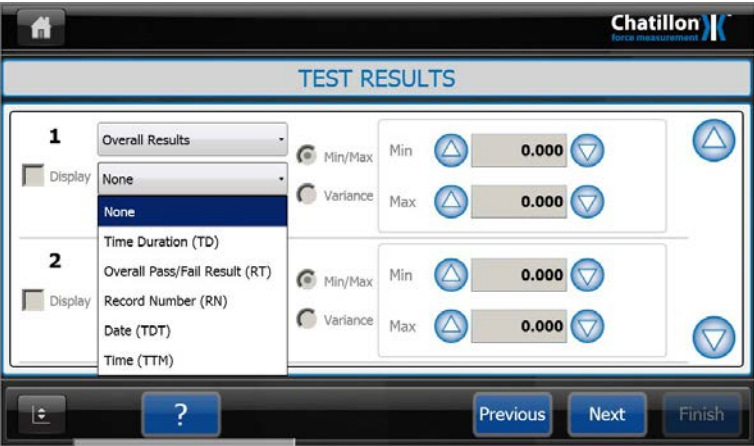 Chatillon
force measurement
TEST RESULTS
1
Overall Results
Display
None
Min/Max
Variance
Min
0.000
Max
0.000
None
Time Duration (TD)
Overall Pass/Fail Result (RT)
Record Number (RN)
Date (TDT)
Time (TTM)
2
Display
Min/Max
Variance
Min
0.000
Max
0.000
?
Previous
Next
Finish